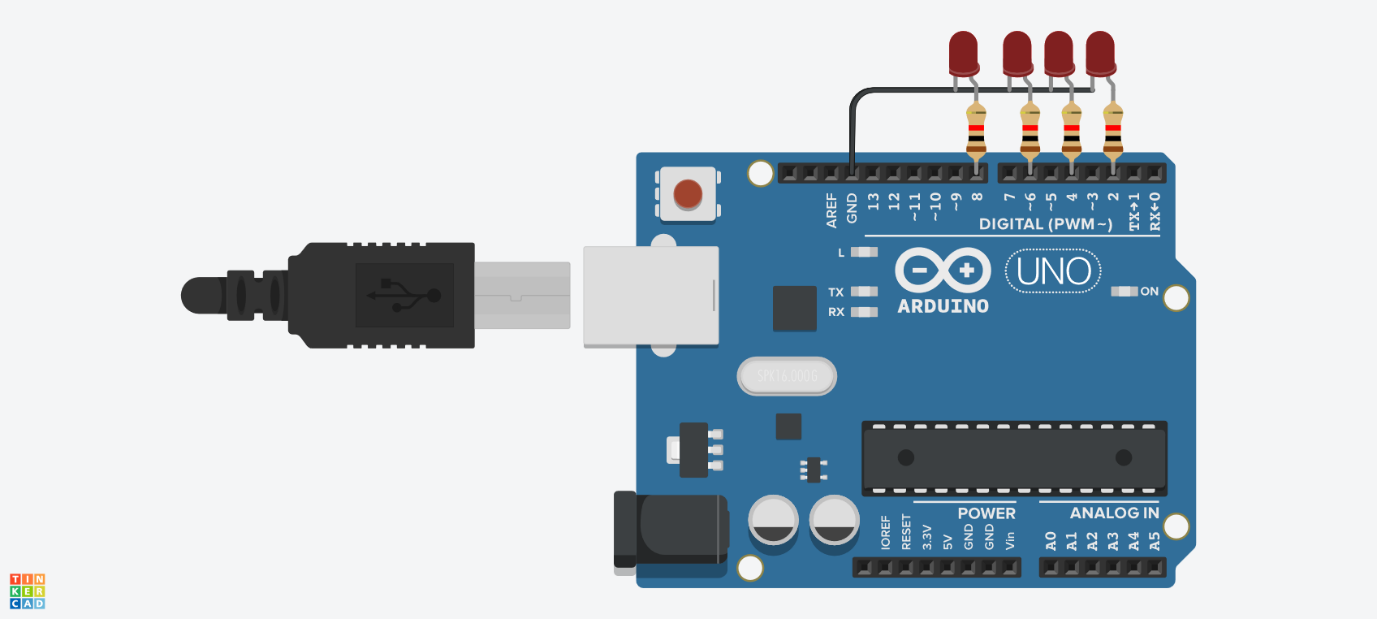 AREF
GND
13
12
~11
~10
~9
8
7
~6
~5
4
~3
2
TX→1
RX←0
DIGITAL (PWM~)
L
TX
RX
UNO
ARDUINO
ON
SPK16.000G
POWER
ANALOG IN
IOREF
RESET
3.3V
5V
GND
GND
Vin
A0
A1
A2
A3
A4
A5
TIN
KER
CAD